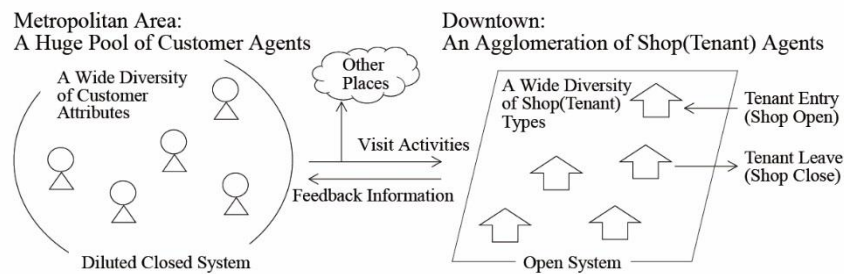 Metropolitan Area:
A Huge Pool of Customer Agents
A Wide Diversity
of Customer
Attributes
Diluted Closed System
Other
Places
Visit Activities
Feedback Information
Downtown:
An Agglomeration of Shop(Tenant) Agents
A Wide Diversity
of Shop(Tenant)
Types
Tenant Entry
(Shop Open)
Tenant Leave
(Shop Close)
Open System